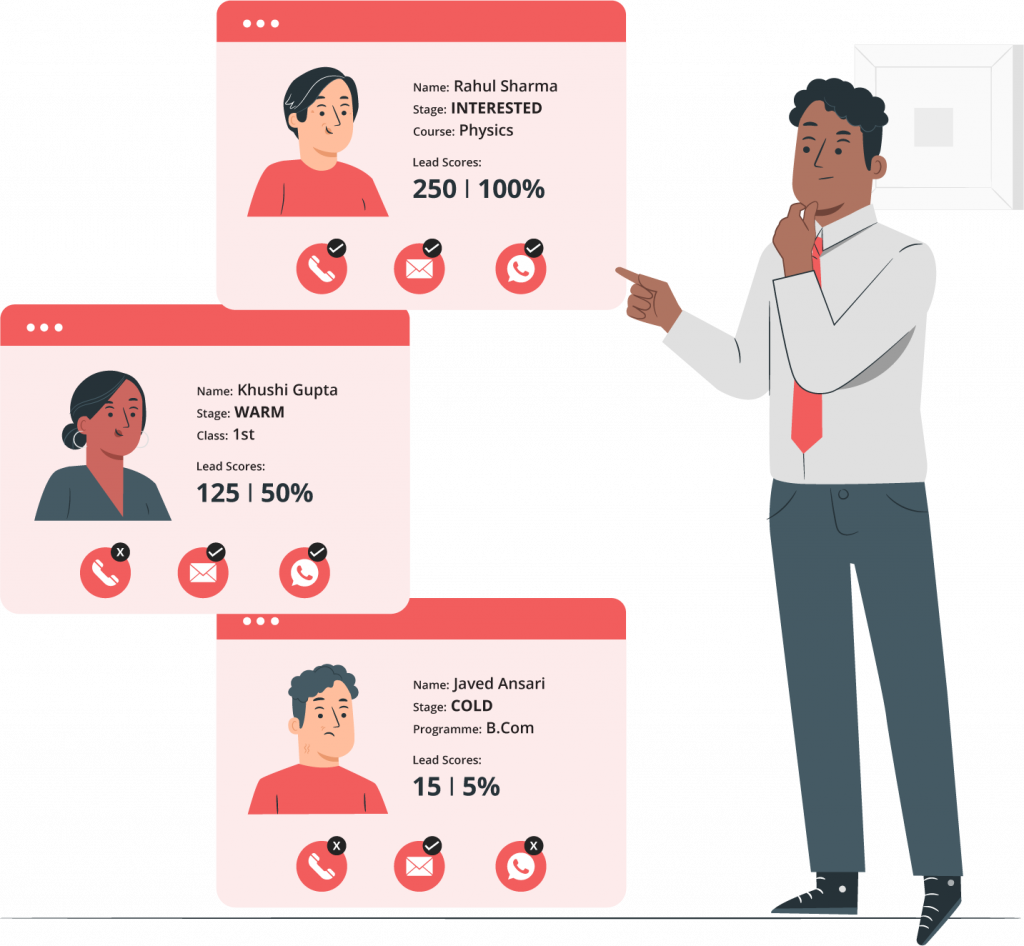 Name: Rahul Sharma
Stage: INTERESTED
Course: Physics
Lead Scores:
250 | 100%
Name: Khushi Gupta
Stage: WARM
Class: 1st
Lead Scores:
125 | 50%
X
Name: Javed Ansari
Stage: COLD
Programme: B.Com
Lead Scores:
15 | 5%
X X